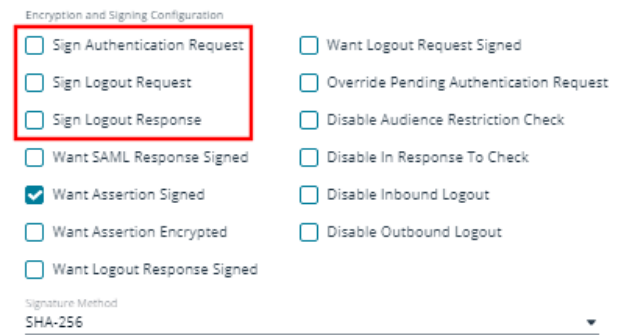 Encryption and Signing Configuration
Sign Authentication Request
Want Logout Request Signed
Sign Logout Request
Override Pending Authentication Request
Sign Logout Response
Disable Audience Restriction Check
Want SAML Response Signed
Disable In Response To Check
Want Assertion Signed
Disable Inbound Logout
Want Assertion Encrypted
Disable Outbound Logout
Want Logout Response Signed
Signature Method
SHA-256